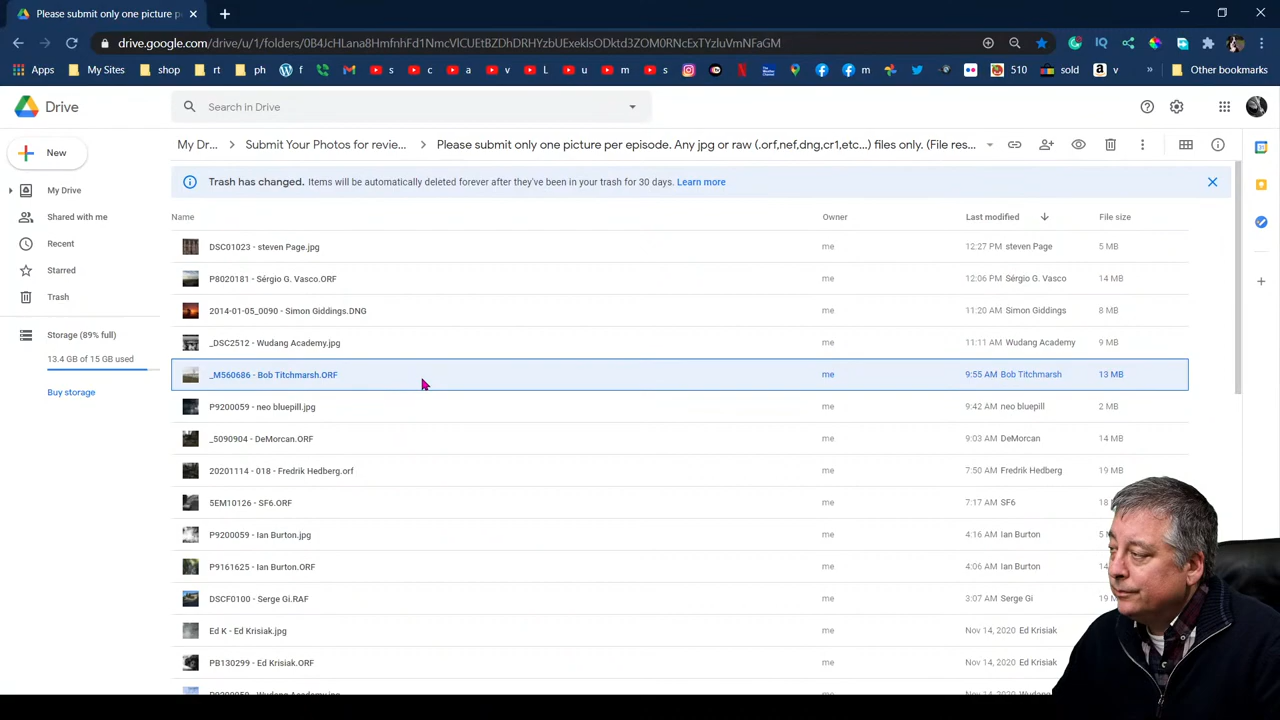 Please submit only one picture p
drive.google.com/drive/u/1/folders/0B4JcHLana8HmfnhFd1NmcVlCUEtBZDhDRHYzbUExeklsODktd3ZOM0RNcExTYzluVmNFaGM
Apps My Sites shop rt ph f s c a v L u m s 510 sold v » Other bookmarks
Drive Search in Drive
New
My Dr... Submit Your Photos for revie... Please submit only one picture per episode. Any jpg or raw (.orf,nef,dng,cr1,etc...) files only. (File res...
Trash has changed. Items will be automatically deleted forever after they've been in your trash for 30 days. Learn more
My Drive
Shared with me
Recent
Starred
Trash
Storage (89% full)
13.4 GB of 15 GB used
Buy storage
Name Owner Last modified File size
DSC01023 - steven Page.jpg me 12:27 PM steven Page 5 MB
P8020181 - Sérgio G. Vasco.ORF me 12:06 PM Sérgio G. Vasco 14 MB
2014-01-05_0090 - Simon Giddings.DNG me 11:20 AM Simon Giddings 8 MB
_DSC2512 - Wudang Academy.jpg me 11:11 AM Wudang Academy 9 MB
_M560686 - Bob Titchmarsh.ORF me 9:55 AM Bob Titchmarsh 13 MB
P9200059 - neo bluepill.jpg me 9:42 AM neo bluepill 2 MB
_5090904 - DeMorcan.ORF me 9:03 AM DeMorcan 14 MB
20201114 - 018 - Fredrik Hedberg.orf me 7:50 AM Fredrik Hedberg 19 MB
5EM10126 - SF6.ORF me 7:17 AM SF6 18
P9200059 - Ian Burton.jpg me 4:16 AM Ian Burton 5
P9161625 - Ian Burton.ORF me 4:06 AM Ian Burton 14
DSCF0100 - Serge Gi.RAF me 3:07 AM Serge Gi 19
Ed K - Ed Krisiak.jpg me Nov 14, 2020 Ed Krisiak
PB130299 - Ed Krisiak.ORF me Nov 14, 2020 Ed Krisiak